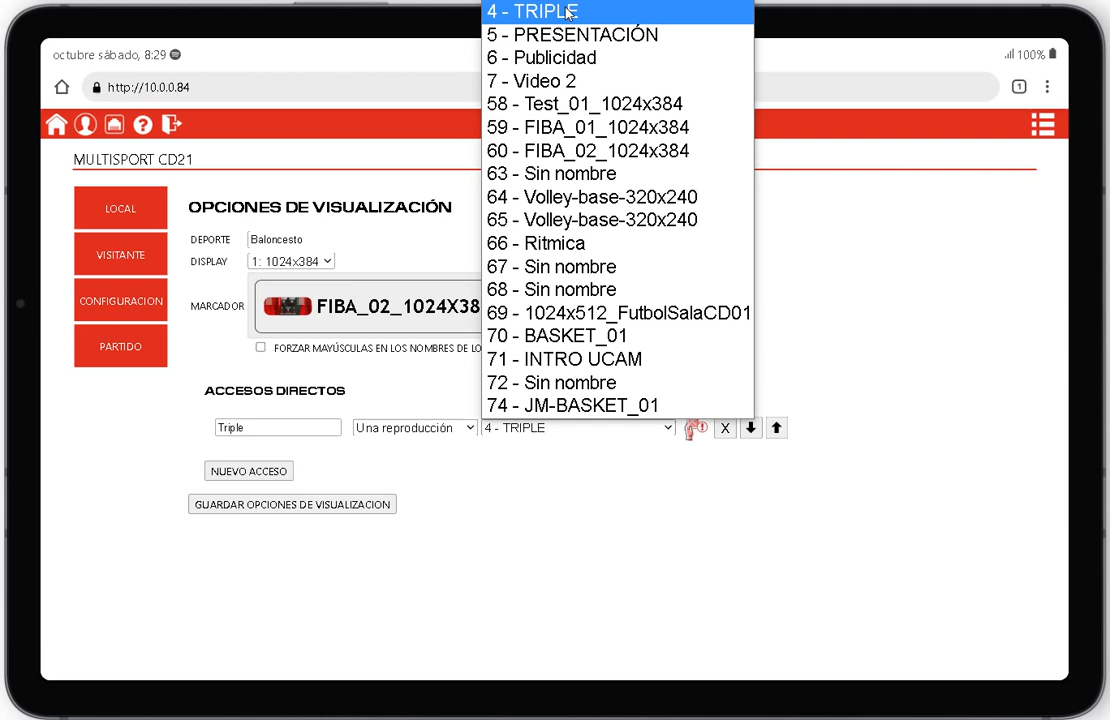 octubre sábado, 8:29
100%
http://10.0.0.84
1
MULTISPORT CD21
LOCAL
VISITANTE
CONFIGURACION
PARTIDO
OPCIONES DE VISUALIZACIÓN
DEPORTE Baloncesto
DISPLAY 1: 1024x384
MARCADOR FIBA_02_1024X38
FORZAR MAYÚSCULAS EN LOS NOMBRES DE LO
ACCESOS DIRECTOS
Triple Una reproducción 4 - TRIPLE X
NUEVO ACCESO
GUARDAR OPCIONES DE VISUALIZACION
4 - TRIPLE
5 - PRESENTACIÓN
6 - Publicidad
7 - Video 2
58 - Test_01_1024x384
59 - FIBA_01_1024x384
60 - FIBA_02_1024x384
63 - Sin nombre
64 - Volley-base-320x240
65 - Volley-base-320x240
66 - Ritmica
67 - Sin nombre
68 - Sin nombre
69 - 1024x512_FutbolSalaCD01
70 - BASKET_01
71 - INTRO UCAM
72 - Sin nombre
74 - JM-BASKET_01